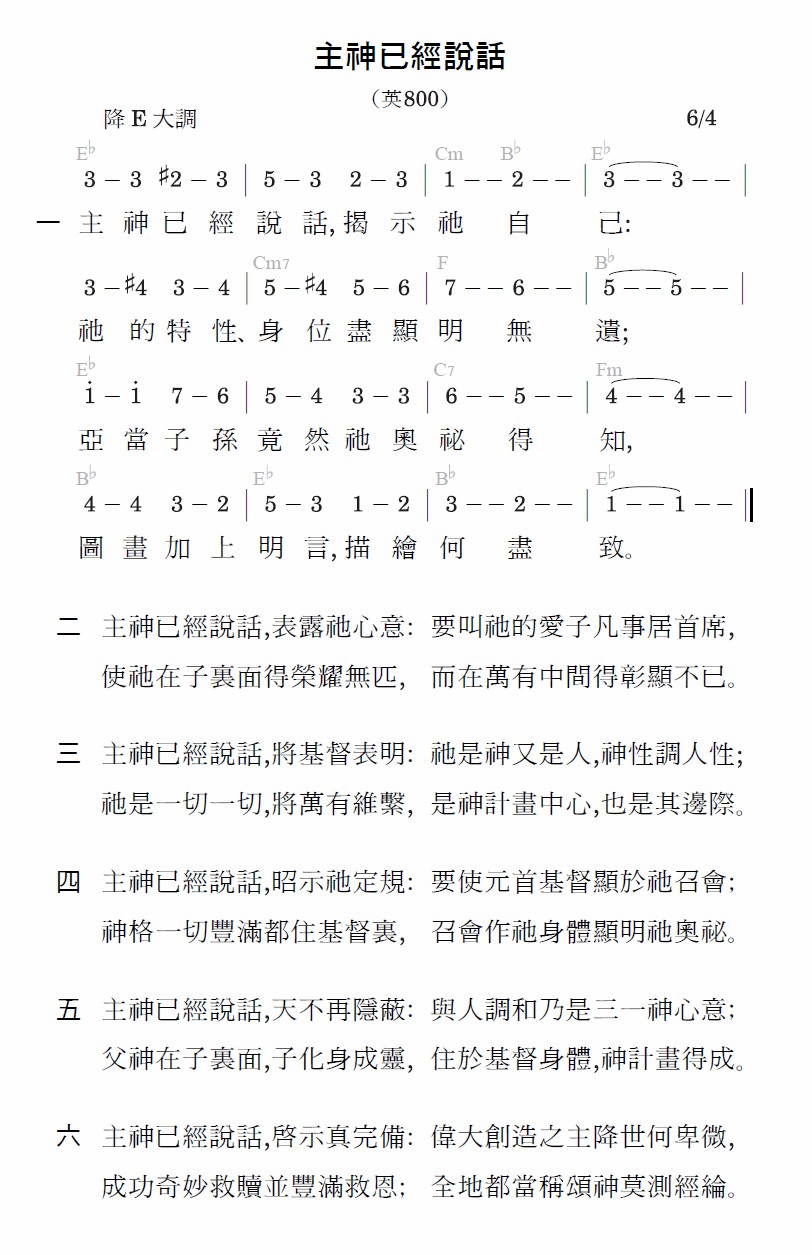 主神已經說話
（英800）
降 E 大調 6/4
E♭ Cm B♭ E♭
3 – 3 ♯2 – 3 | 5 – 3 2 – 3 | 1 – – 2 – – | 3 – – 3 – – |
一 主 神 已 經 說 話, 揭 示 祂 自 己:
Cm7 F B♭
3 – ♯4 3 – 4 | 5 – ♯4 5 – 6 | 7 – – 6 – – | 5 – – 5 – – |
祂 的 特 性、身 位 盡 顯 明 無 遺;
E♭ C7 Fm
i – i 7 – 6 | 5 – 4 3 – 3 | 6 – – 5 – – | 4 – – 4 – – |
亞 當 子 孫 竟 然 祂 奧 祕 得 知,
B♭ E♭ B♭ E♭
4 – 4 3 – 2 | 5 – 3 1 – 2 | 3 – – 2 – – | 1 – – 1 – – ‖
圖 畫 加 上 明 言, 描 繪 何 盡 致。
二 主神已經說話,表露祂心意: 要叫祂的愛子凡事居首席,
使祂在子裏面得榮耀無匹, 而在萬有中間得彰顯不已。
三 主神已經說話,將基督表明: 祂是神又是人,神性調人性;
祂是一切一切,將萬有維繫, 是神計畫中心,也是其邊際。
四 主神已經說話,昭示祂定規: 要使元首基督顯於祂召會;
神格一切豐滿都住基督裏, 召會作祂身體顯明祂奧祕。
五 主神已經說話,天不再隱蔽: 與人調和乃是三一神心意;
父神在子裏面,子化身成靈, 住於基督身體,神計畫得成。
六 主神已經說話,啓示真完備: 偉大創造之主降世何卑微,
成功奇妙救贖並豐滿救恩; 全地都當稱頌神莫測經綸。